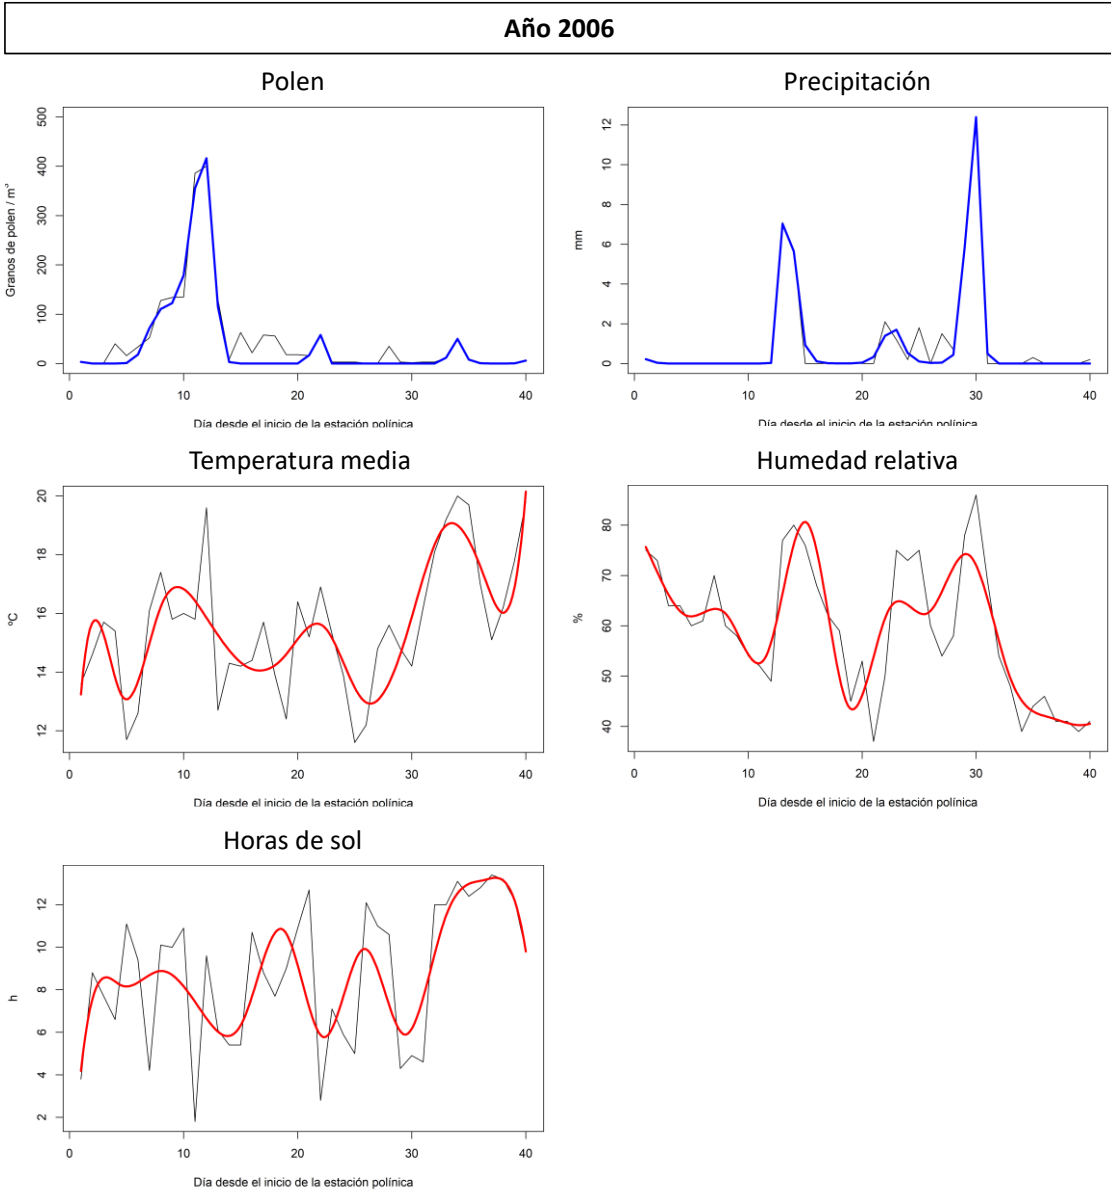 Año 2006
Polen
500
400
300
200
100
0
Granos de polen / m³
0 10 20 30 40
Día desde el inicio de la estación polínica
Precipitación
12
10
8
6
4
2
0
mm
0 10 20 30 40
Día desde el inicio de la estación polínica
Temperatura media
20
18
16
14
12
ºC
0 10 20 30 40
Día desde el inicio de la estación polínica
Humedad relativa
80
70
60
50
40
%
0 10 20 30 40
Día desde el inicio de la estación polínica
Horas de sol
12
10
8
6
4
2
h
0 10 20 30 40
Día desde el inicio de la estación polínica